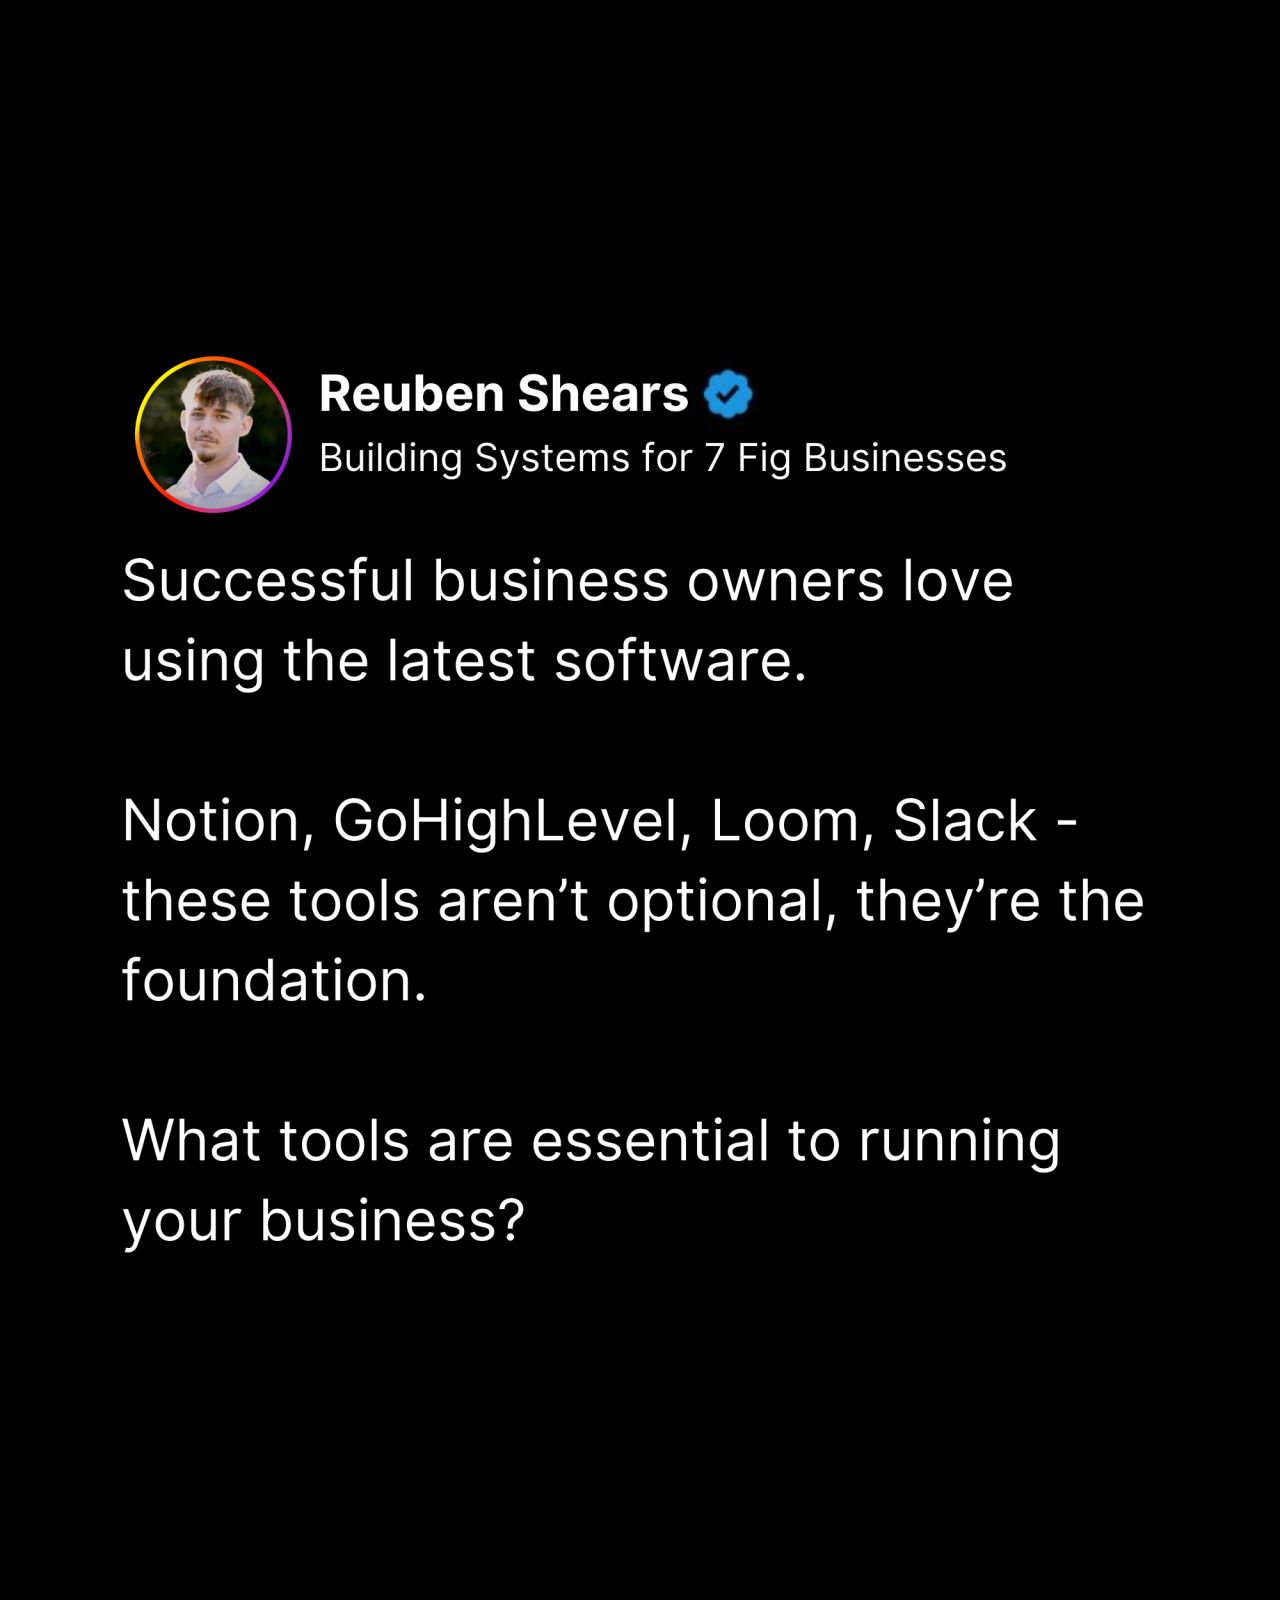 Reuben Shears
Building Systems for 7 Fig Businesses
Successful business owners love
using the latest software.
Notion, GoHighLevel, Loom, Slack -
these tools aren’t optional, they’re the
foundation.
What tools are essential to running
your business?